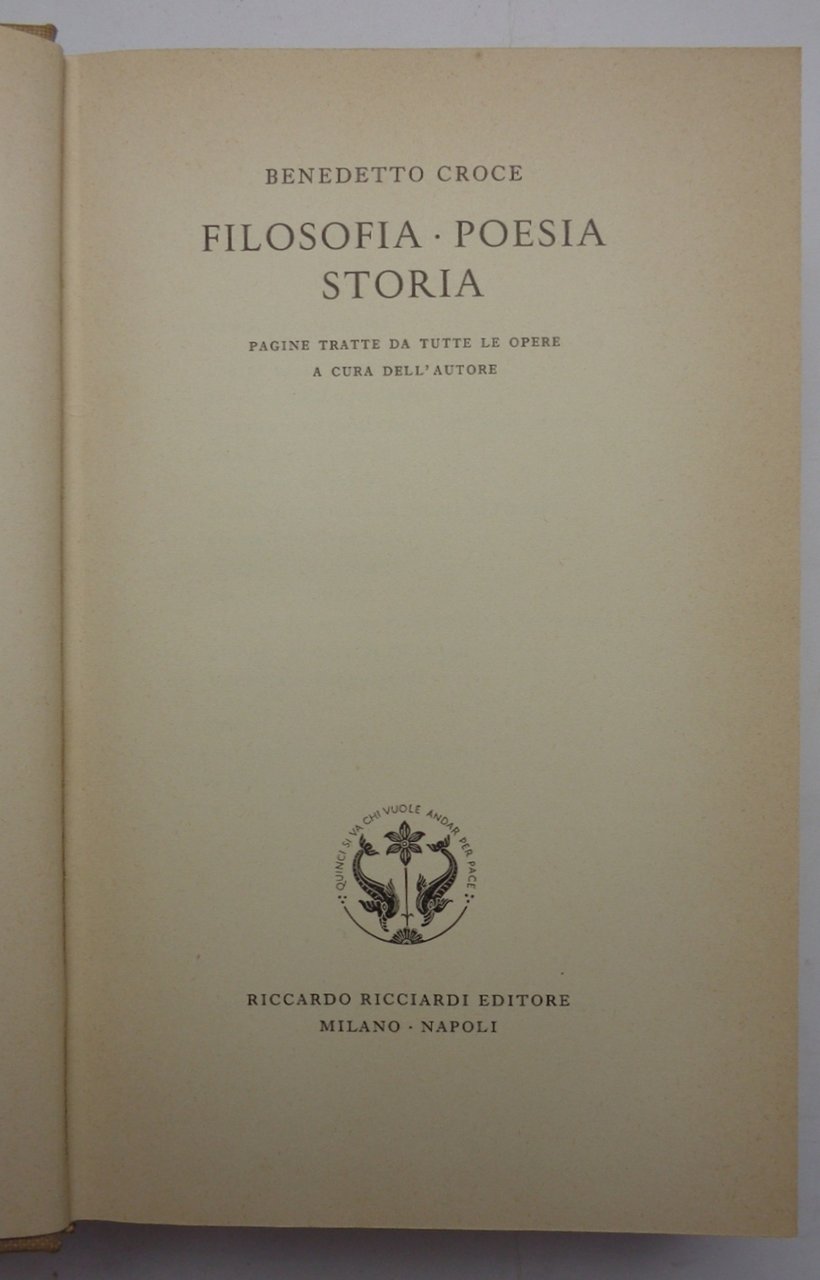 BENEDETTO CROCE
FILOSOFIA · POESIA
STORIA
PAGINE TRATTE DA TUTTE LE OPERE
A CURA DELL'AUTORE
QUINCI SI VA CHI VUOLE ANDAR PER PACE
RICCARDO RICCIARDI EDITORE
MILANO · NAPOLI